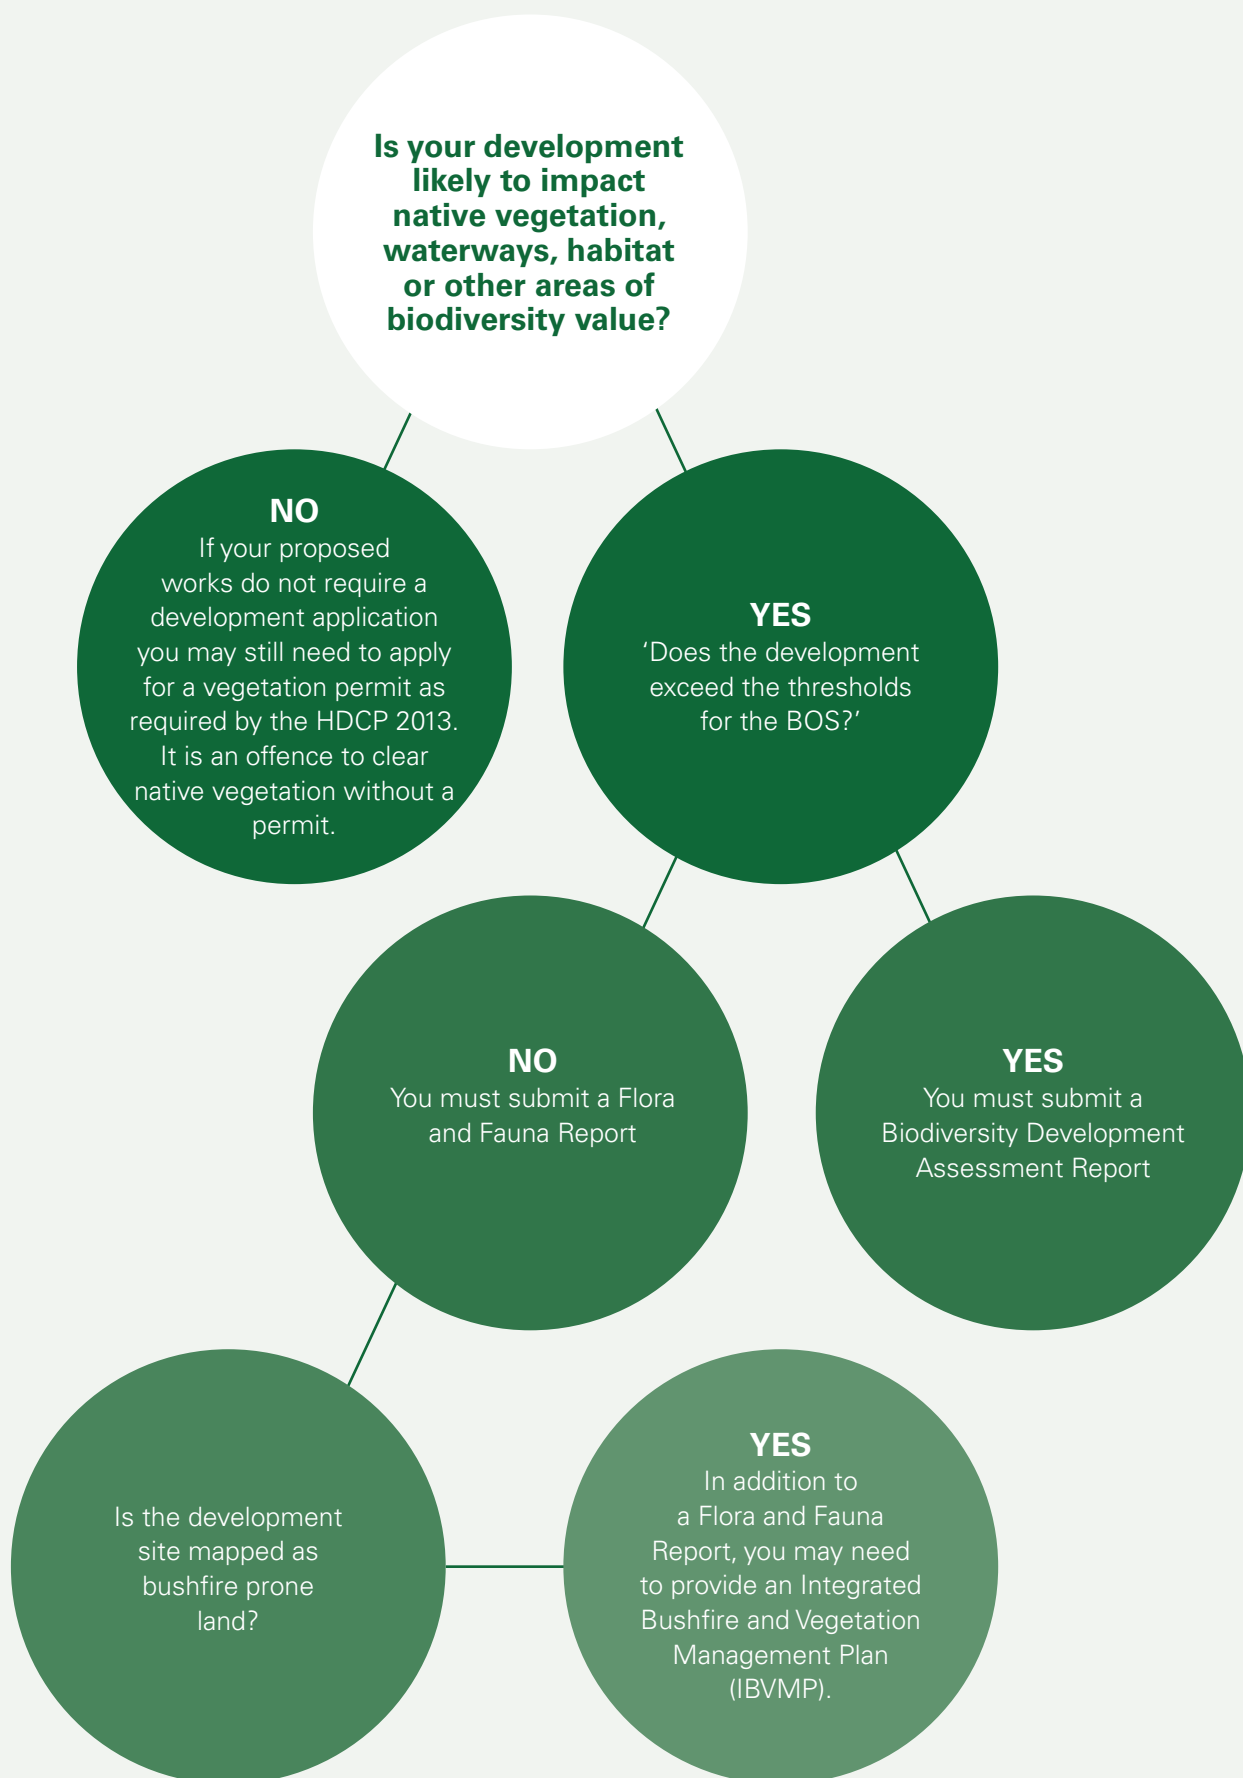 Is your development
likely to impact
native vegetation,
waterways, habitat
or other areas of
biodiversity value?
NO
If your proposed
works do not require a
development application
you may still need to apply
for a vegetation permit as
required by the HDCP 2013.
It is an offence to clear
native vegetation without a
permit.
YES
‘Does the development
exceed the thresholds
for the BOS?’
NO
You must submit a Flora
and Fauna Report
YES
You must submit a
Biodiversity Development
Assessment Report
Is the development
site mapped as
bushfire prone
land?
YES
In addition to
a Flora and Fauna
Report, you may need
to provide an Integrated
Bushfire and Vegetation
Management Plan
(IBVMP).